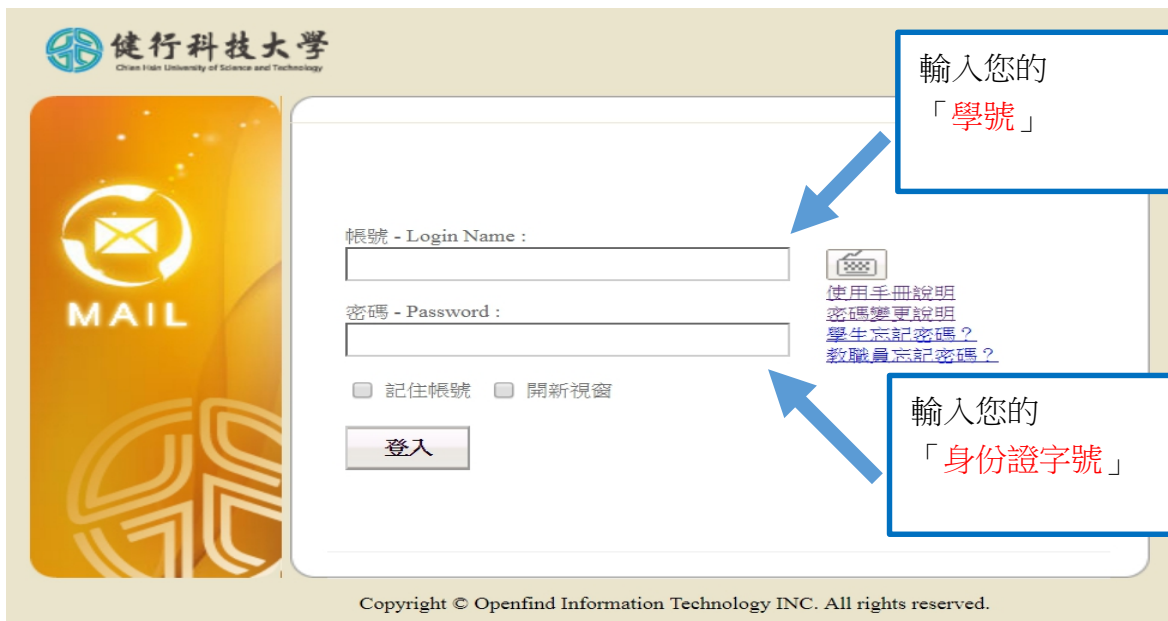 健行科技大學
Chien Hsin University of Science and Technology
輸入您的
「學號」
MAIL
帳號 - Login Name :
密碼 - Password :
使用手冊說明
密碼變更說明
學生忘記密碼？
教職員忘記密碼？
記住帳號 開新視窗
登入
輸入您的
「身份證字號」
Copyright © Openfind Information Technology INC. All rights reserved.